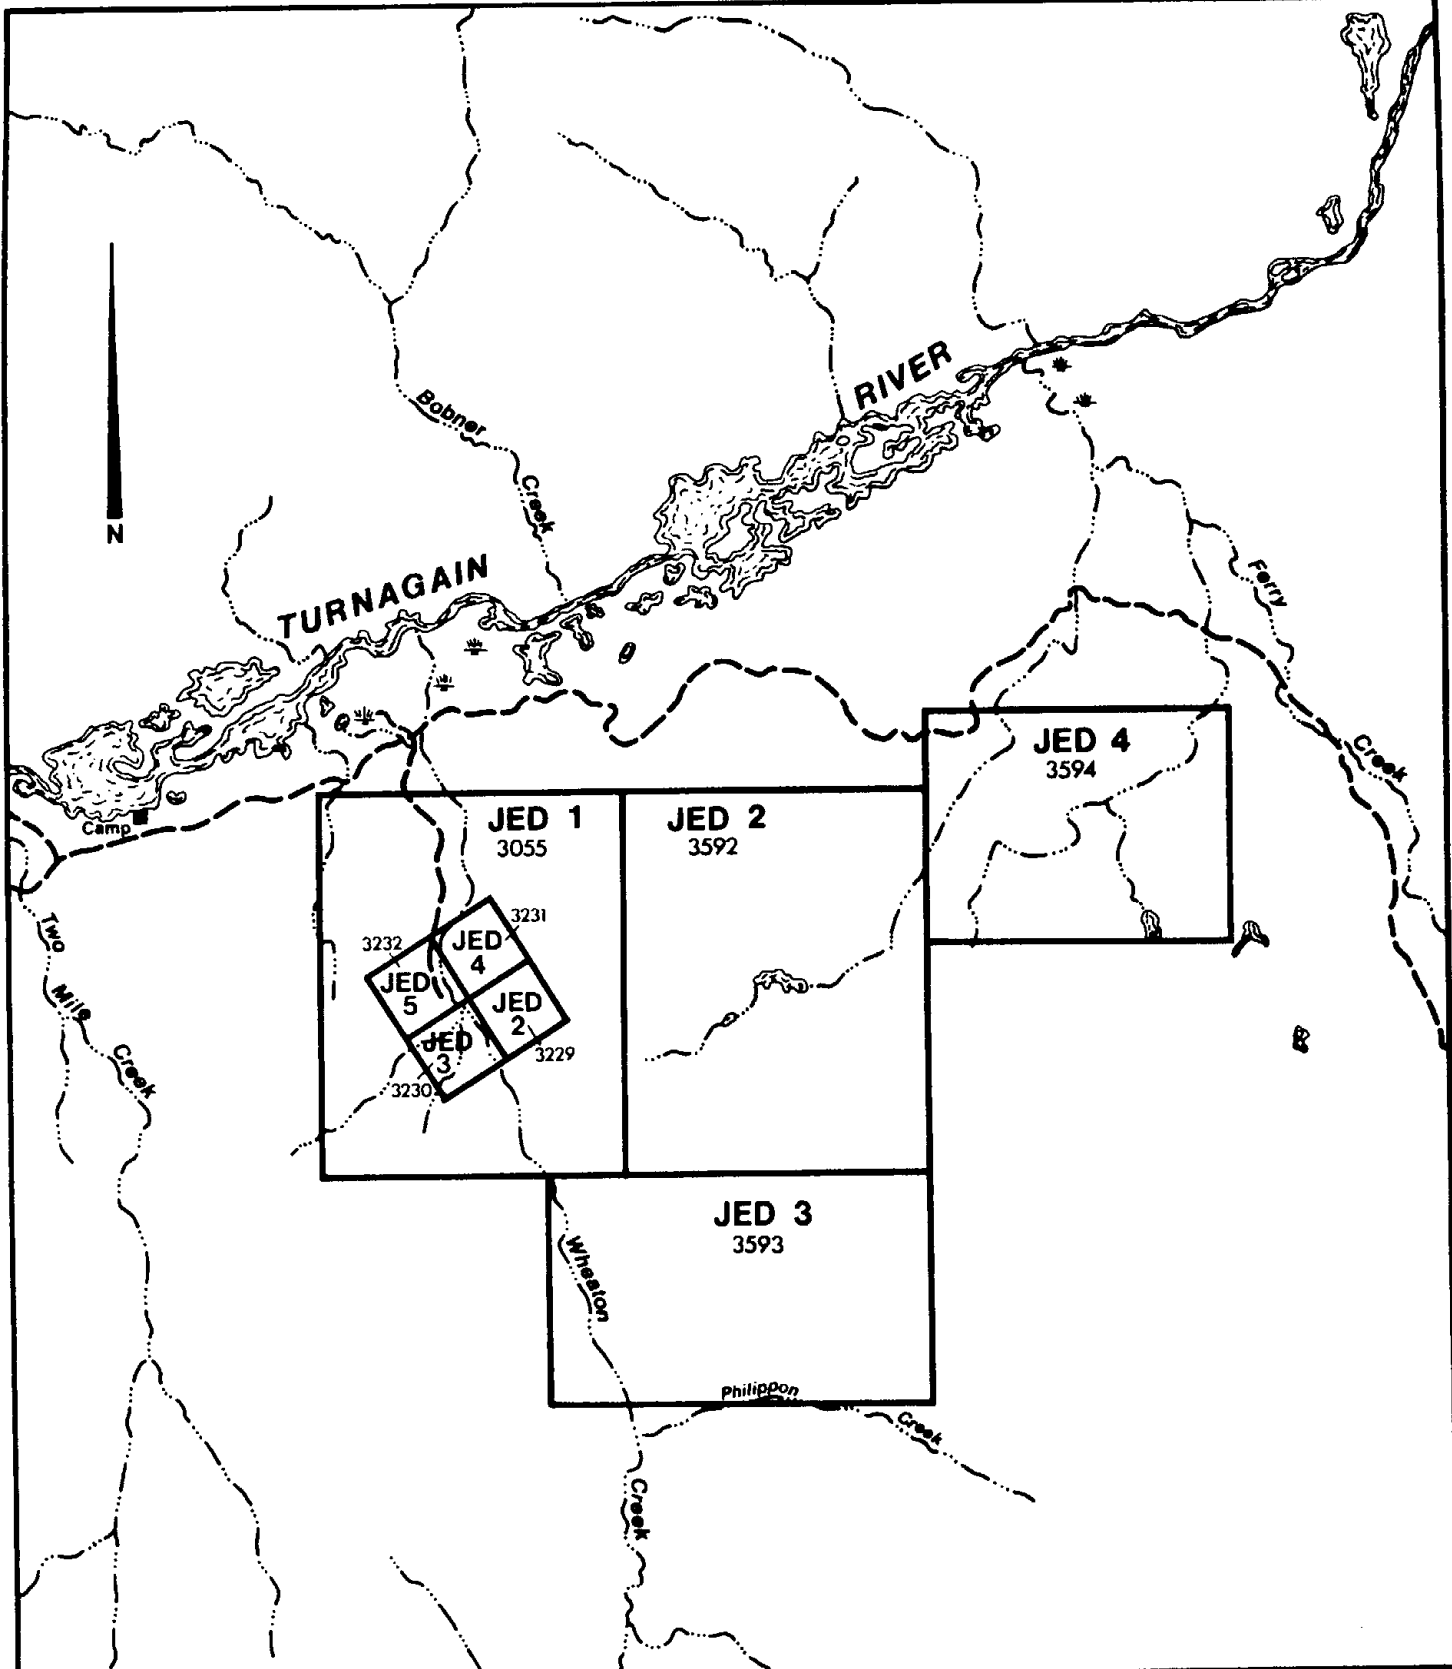 RIVER
Bobner
Creek
N
TURNAGAIN
Ferry
Creek
JED 4
3594
Camp
JED 1
3055
JED 2
3592
3231
3232
JED
4
JED
5
JED
2
JED
3
3229
3230
Two
Mile
Creek
JED 3
3593
Wheaton
Creek
Philippon
Creek